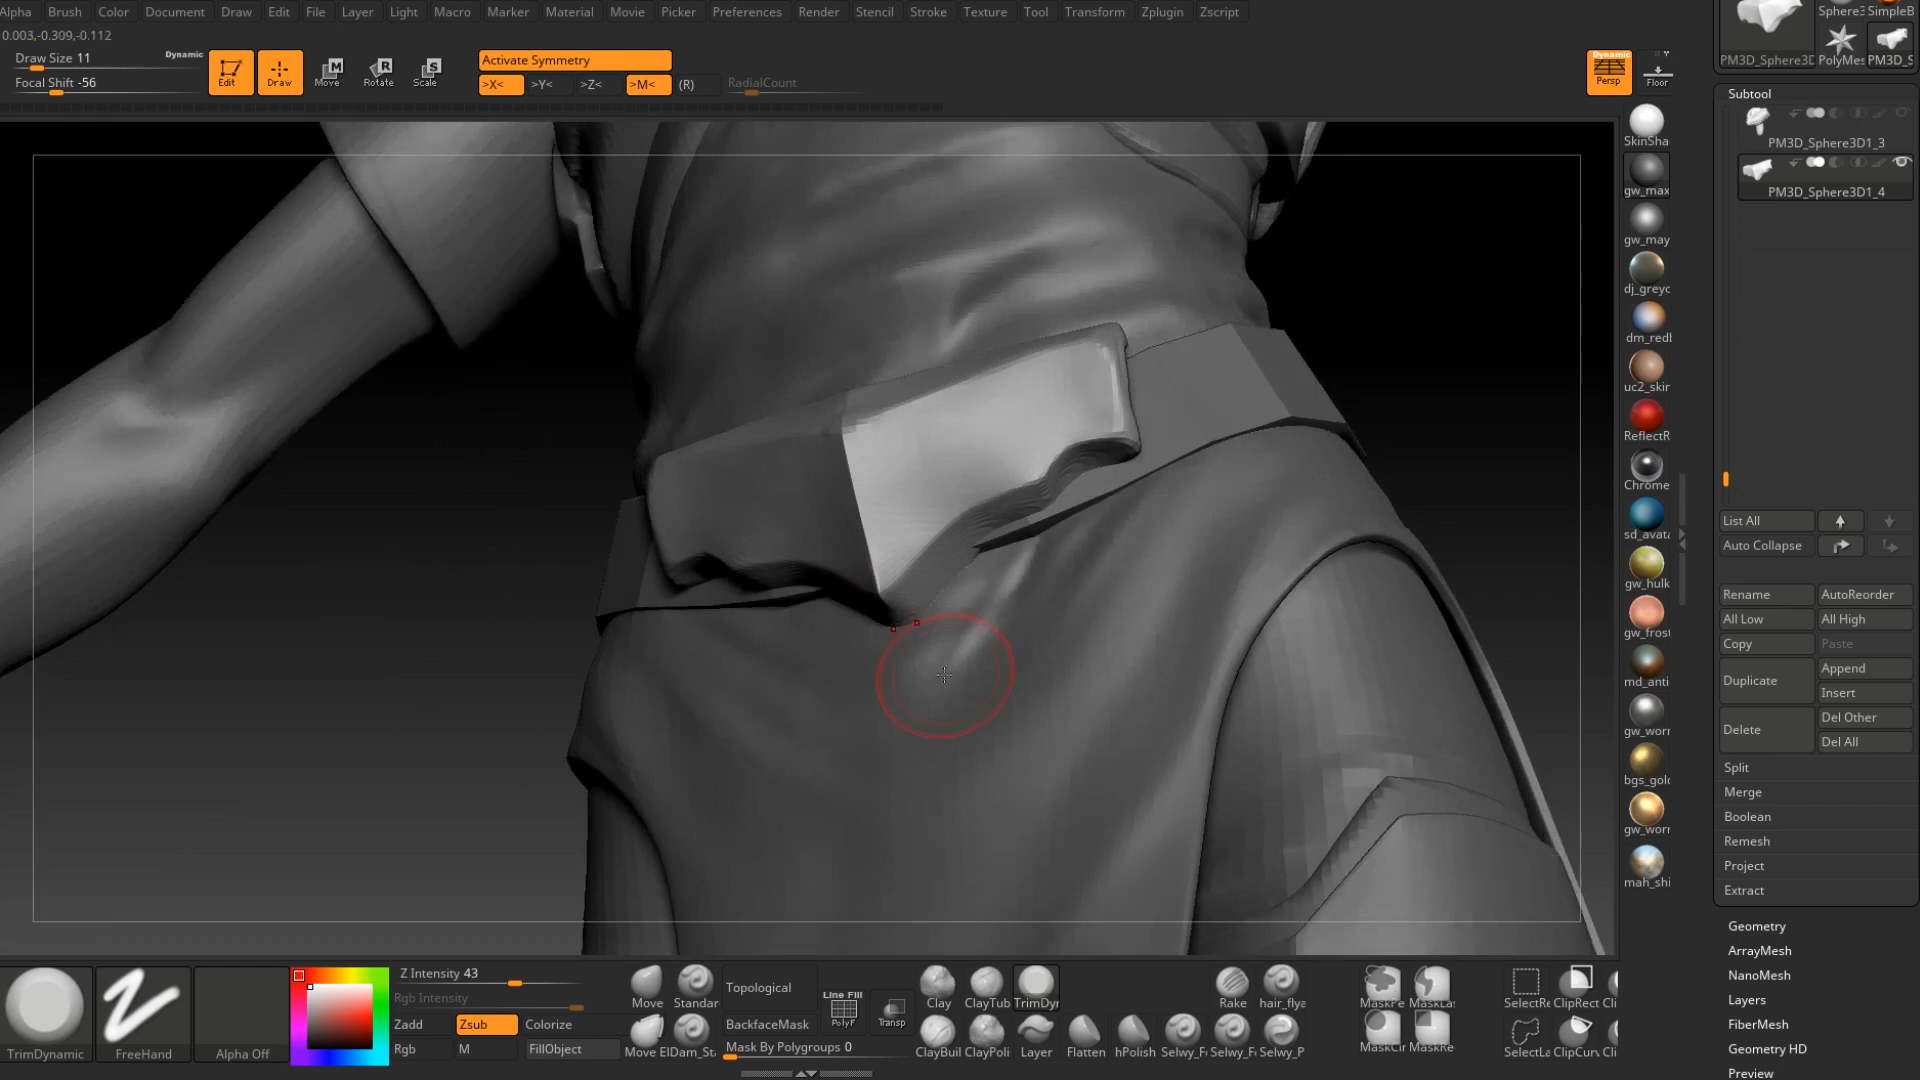 Alpha Brush Color Document Draw Edit File Layer Light Macro Marker Material Movie Picker Preferences Render Stencil Stroke Texture Tool Transform Zplugin Zscript
0.003,-0.309,-0.112
Draw Size 11
Dynamic
Focal Shift -56
Edit
Draw
Move
Rotate
Scale
Activate Symmetry
>X< >Y< >Z< >M< (R) RadialCount
Dynamic
Persp
Floor
Sphere3 SimpleB
PM3D_Sphere3D PolyMes PM3D_S
Subtool
PM3D_Sphere3D1_3
PM3D_Sphere3D1_4
SkinSha
gw_max
gw_may
dj_greyc
dm_redl
uc2_skir
ReflectR
Chrome
sd_avata
gw_hulk
gw_frost
md_anti
gw_worr
bgs_gold
gw_worr
mah_shi
List All
Auto Collapse
Rename AutoReorder
All Low All High
Copy Paste
Duplicate Append
Insert
Delete Del Other
Del All
Split
Merge
Boolean
Remesh
Project
Extract
Geometry
ArrayMesh
NanoMesh
Layers
FiberMesh
Geometry HD
Preview
TrimDynamic
FreeHand
Alpha Off
Z Intensity 43
Rgb Intensity
Zadd Zsub Colorize
Rgb M FillObject
Move Standar
Move ElDam_St
Topological
BackfaceMask
Mask By Polygroups 0
Line Fill
PolyF
Transp
Clay ClayTub TrimDyn
ClayBuil ClayPoli Layer Flatten hPolish Selwy_F Selwy_F Selwy_P
Rake hair_flya
MaskPe MaskLas
MaskCir MaskRe
SelectRe ClipRect Cli
SelectLa ClipCurv Cli